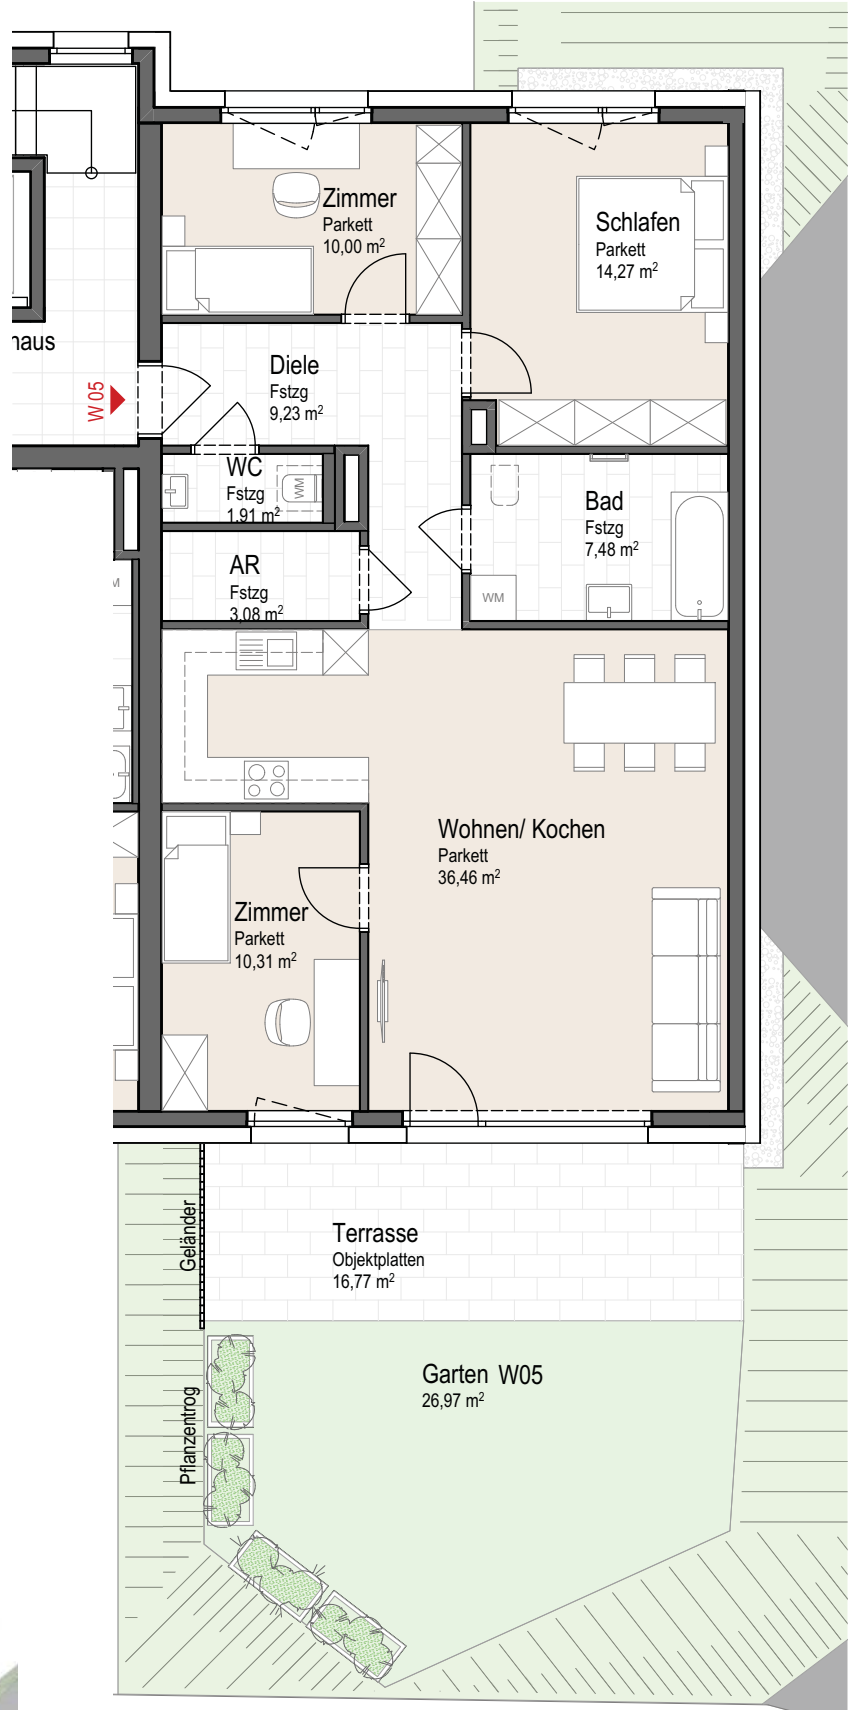 Zimmer
Parkett
10,00 m²
Schlafen
Parkett
14,27 m²
haus
W 05
Diele
Fstzg
9,23 m²
WC
Fstzg
1,91 m²
WM
Bad
Fstzg
7,48 m²
WM
AR
Fstzg
3,08 m²
Wohnen/ Kochen
Parkett
36,46 m²
Zimmer
Parkett
10,31 m²
Geländer
Terrasse
Objektplatten
16,77 m²
Pflanzentrog
Garten W05
26,97 m²